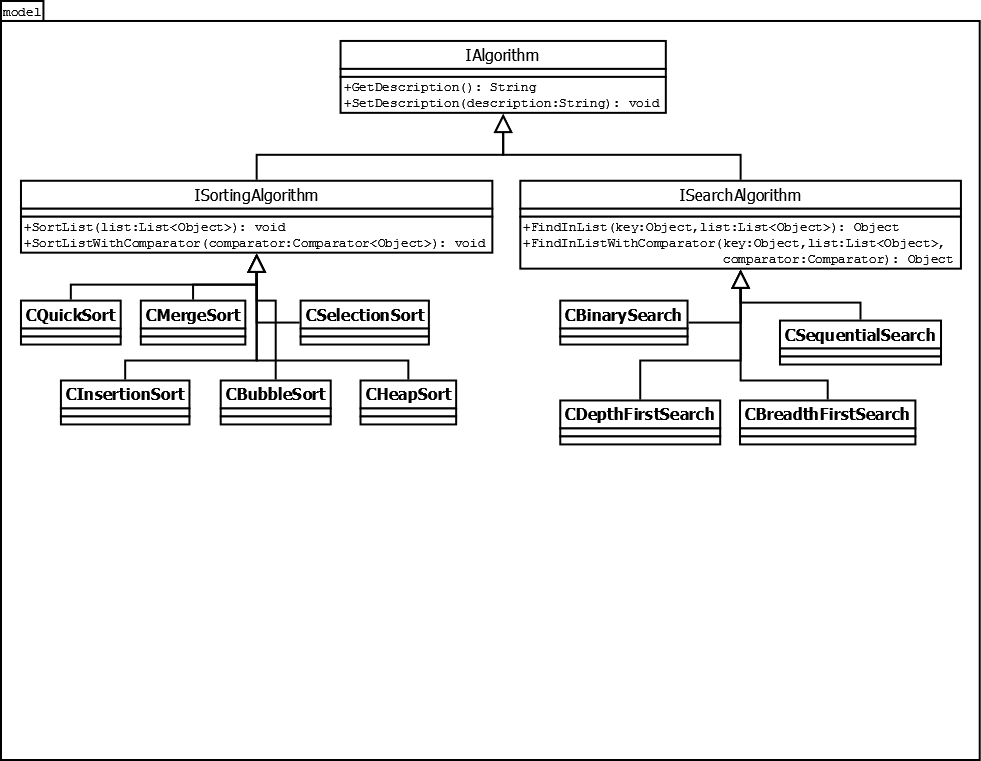 model
IAlgorithm
+GetDescription(): String
+SetDescription(description:String): void
ISortingAlgorithm
+SortList(list:List<Object>): void
+SortListWithComparator(comparator:Comparator<Object>): void
ISearchAlgorithm
+FindInList(key:Object,list:List<Object>): Object
+FindInListWithComparator(key:Object,list:List<Object>,
comparator:Comparator): Object
CQuickSort
CMergeSort
CSelectionSort
CInsertionSort
CBubbleSort
CHeapSort
CBinarySearch
CSequentialSearch
CDepthFirstSearch
CBreadthFirstSearch